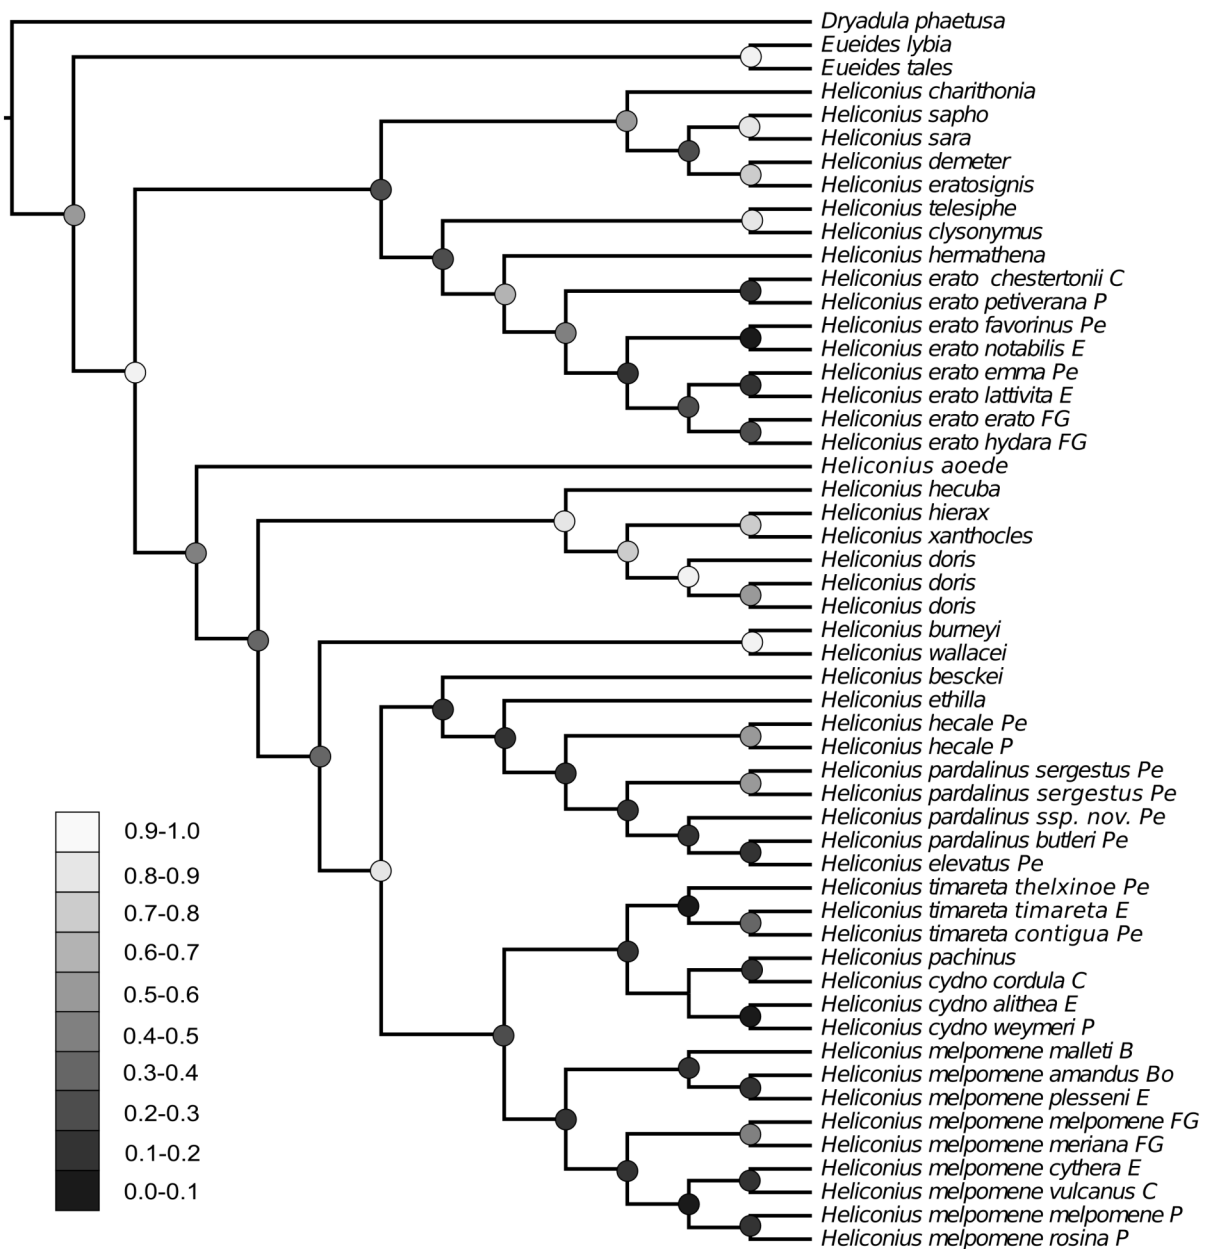 Dryadula phaetusa
Eueides lybia
Eueides tales
Heliconius charithonia
Heliconius sapho
Heliconius sara
Heliconius demeter
Heliconius eratosignis
Heliconius telesiphe
Heliconius clysonymus
Heliconius hermathena
Heliconius erato chestertonii C
Heliconius erato petiverana P
Heliconius erato favorinus Pe
Heliconius erato notabilis E
Heliconius erato emma Pe
Heliconius erato lattivita E
Heliconius erato erato FG
Heliconius erato hydara FG
Heliconius aoede
Heliconius hecuba
Heliconius hierax
Heliconius xanthocles
Heliconius doris
Heliconius doris
Heliconius doris
Heliconius burneyi
Heliconius wallacei
Heliconius besckei
Heliconius ethilla
Heliconius hecale Pe
Heliconius hecale P
Heliconius pardalinus sergestus Pe
Heliconius pardalinus sergestus Pe
Heliconius pardalinus ssp. nov. Pe
Heliconius pardalinus butleri Pe
Heliconius elevatus Pe
Heliconius timareta thelxinoe Pe
Heliconius timareta timareta E
Heliconius timareta contigua Pe
Heliconius pachinus
Heliconius cydno cordula C
Heliconius cydno alithea E
Heliconius cydno weymeri P
Heliconius melpomene malleti B
Heliconius melpomene amandus Bo
Heliconius melpomene plesseni E
Heliconius melpomene melpomene FG
Heliconius melpomene meriana FG
Heliconius melpomene cythera E
Heliconius melpomene vulcanus C
Heliconius melpomene melpomene P
Heliconius melpomene rosina P
0.9-1.0
0.8-0.9
0.7-0.8
0.6-0.7
0.5-0.6
0.4-0.5
0.3-0.4
0.2-0.3
0.1-0.2
0.0-0.1